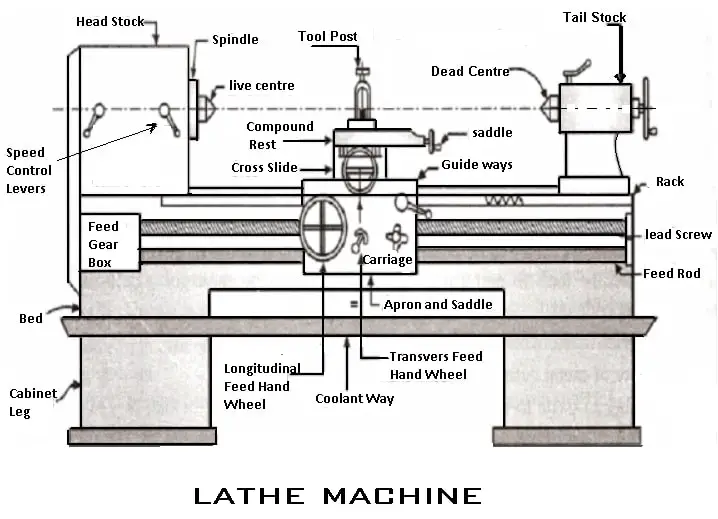 Head Stock
Spindle
Tool Post
Tail Stock
live centre
Dead Centre
Compound
Rest
saddle
Speed
Control
Levers
Cross Slide
Guide ways
Rack
Feed
Gear
Box
lead Screw
Carriage
Feed Rod
Apron and Saddle
=
Bed
Longitudinal
Feed Hand
Wheel
Transvers Feed
Hand Wheel
Cabinet
Leg
Coolant Way
LATHE MACHINE